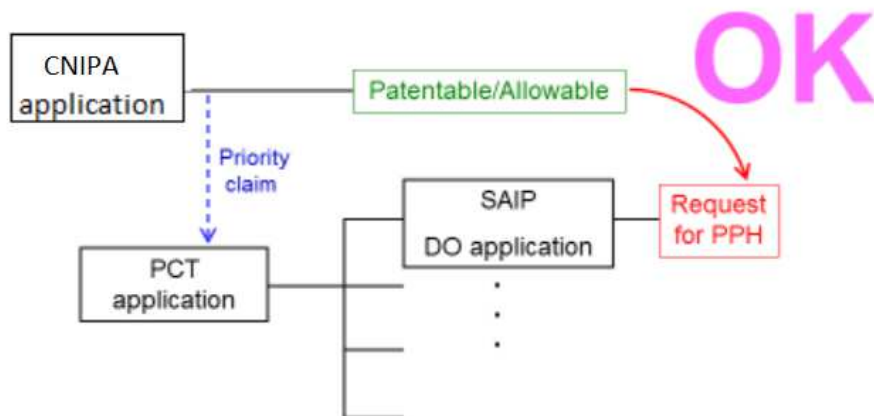 OK
CNIPA
application
Patentable/Allowable
Priority
claim
SAIP
DO application
Request
for PPH
PCT
application